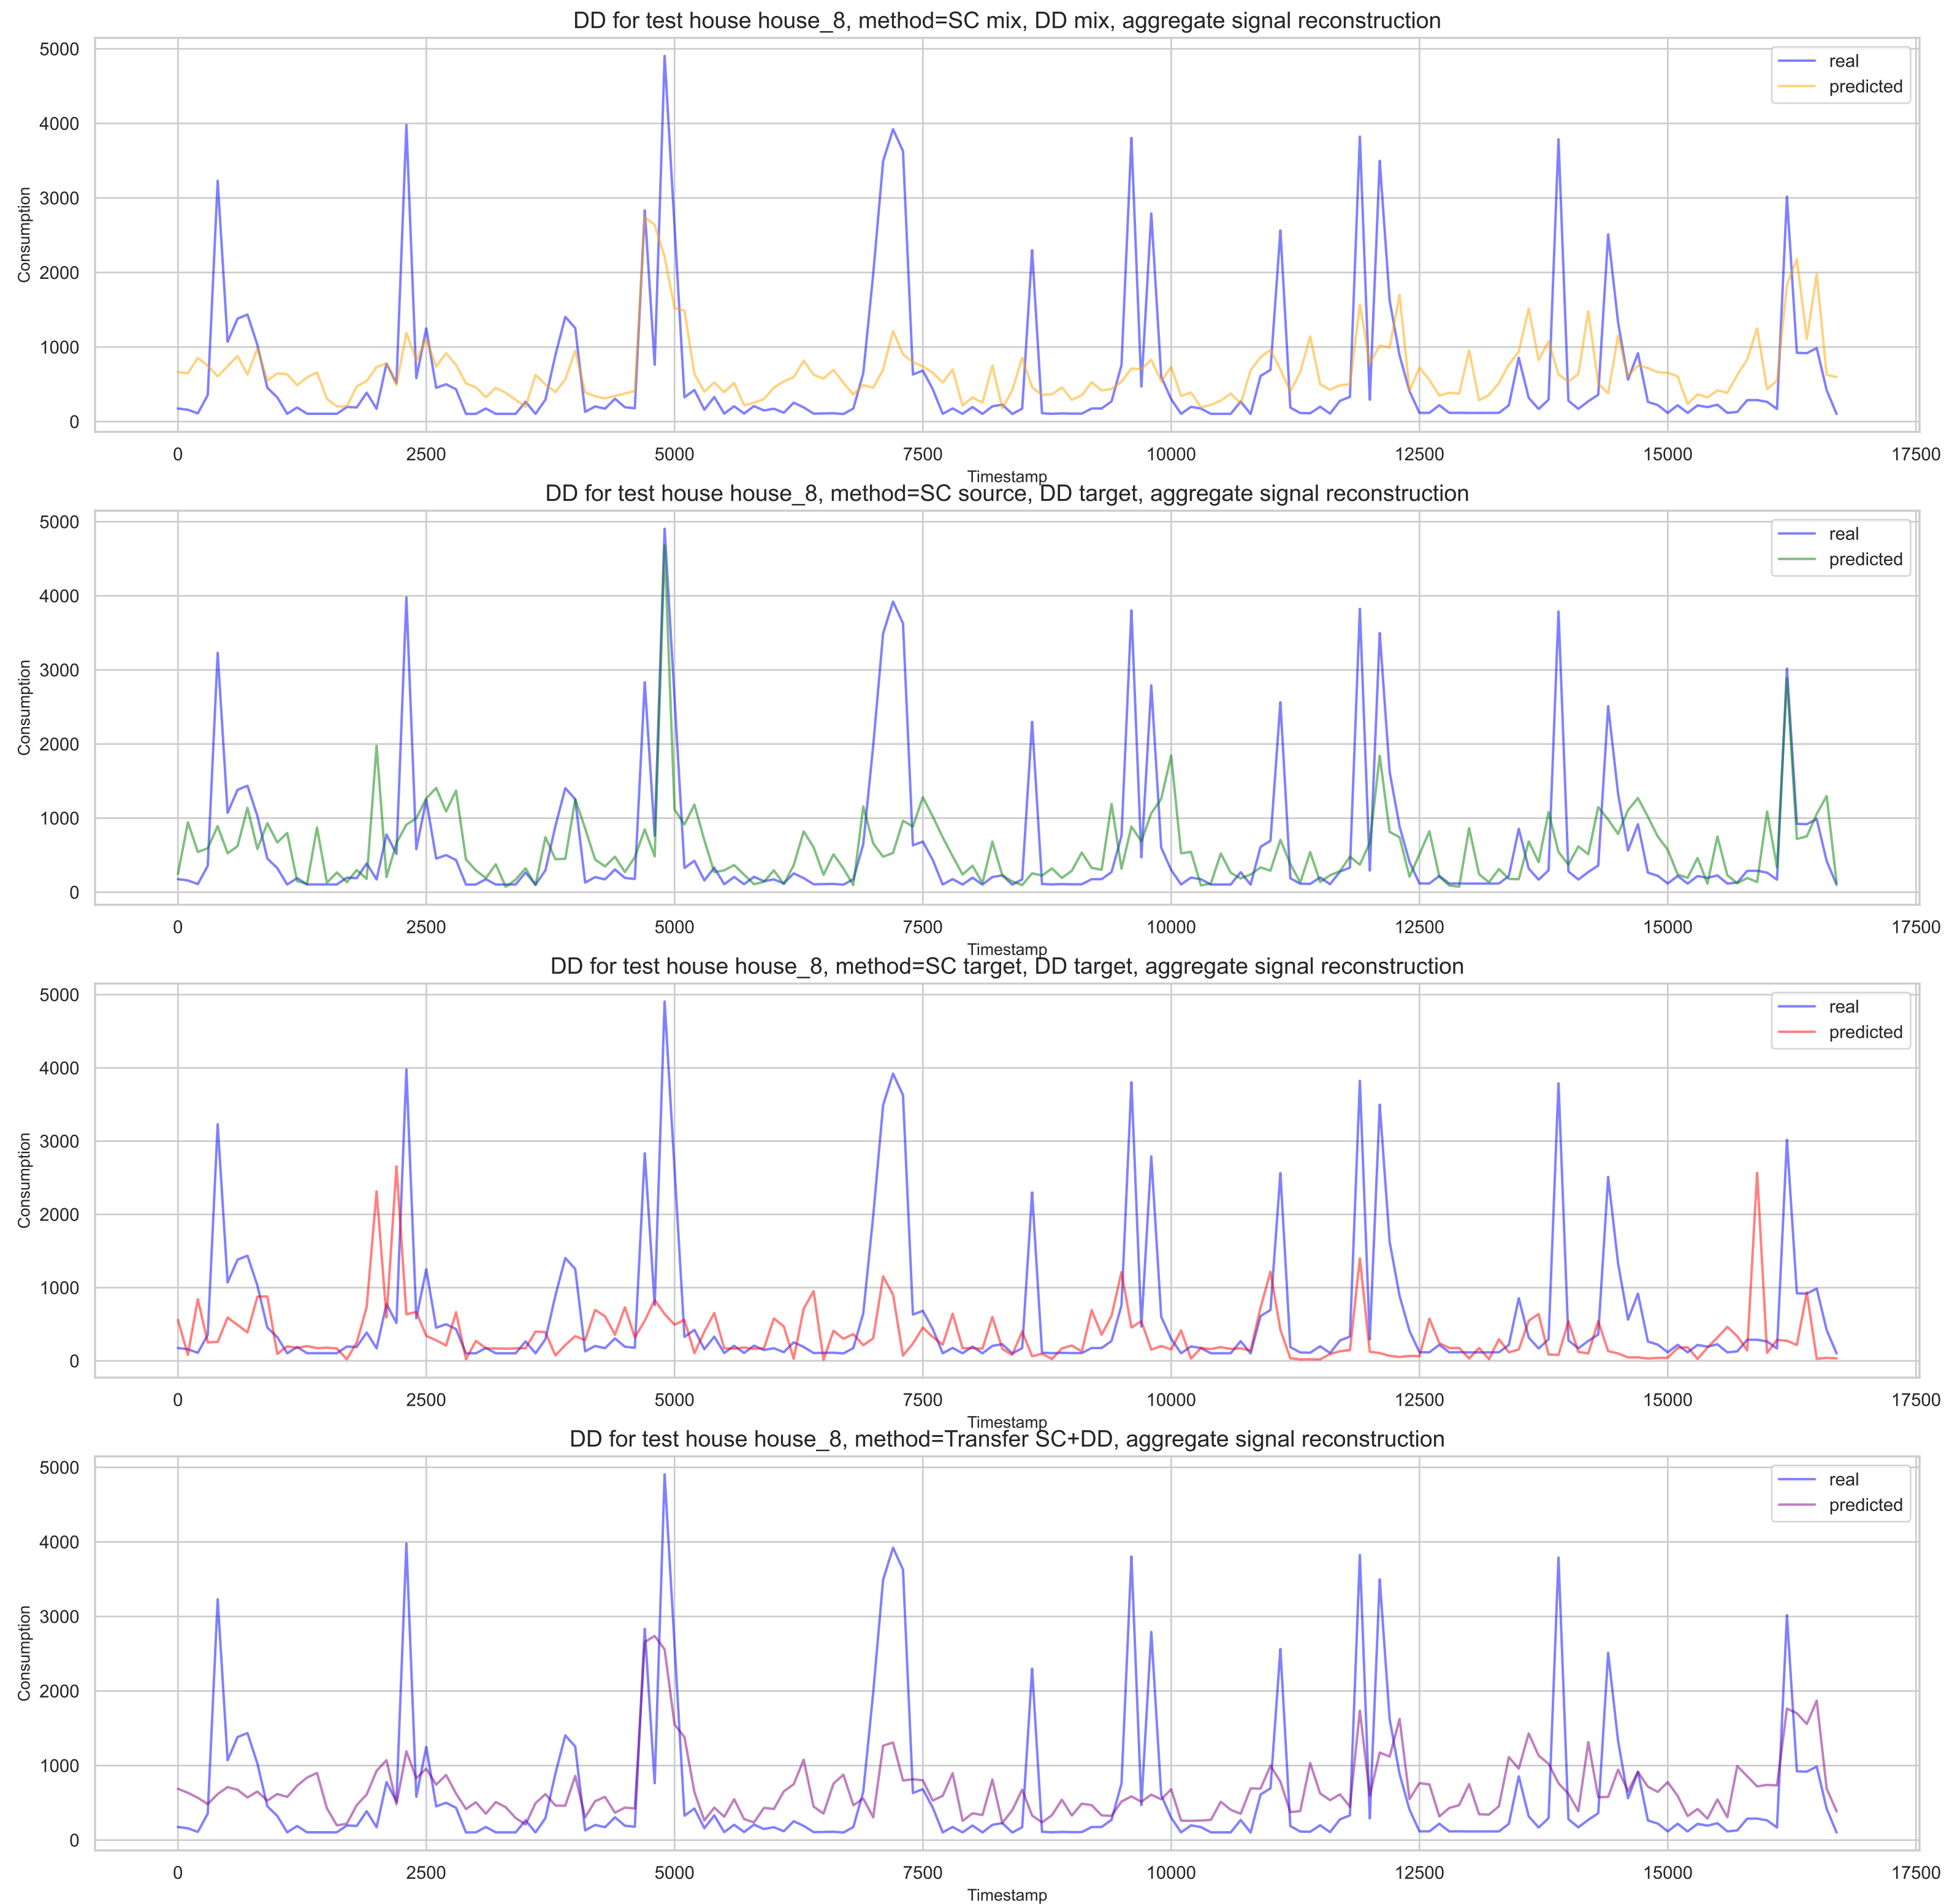 DD for test house house_8, method=SC mix, DD mix, aggregate signal reconstruction
5000
4000
3000
2000
1000
0
Consumption
real
predicted
0 2500 5000 7500 10000 12500 15000 17500
Timestamp
DD for test house house_8, method=SC source, DD target, aggregate signal reconstruction
5000
4000
3000
2000
1000
0
Consumption
real
predicted
0 2500 5000 7500 10000 12500 15000 17500
Timestamp
DD for test house house_8, method=SC target, DD target, aggregate signal reconstruction
5000
4000
3000
2000
1000
0
Consumption
real
predicted
0 2500 5000 7500 10000 12500 15000 17500
Timestamp
DD for test house house_8, method=Transfer SC+DD, aggregate signal reconstruction
5000
4000
3000
2000
1000
0
Consumption
real
predicted
0 2500 5000 7500 10000 12500 15000 17500
Timestamp